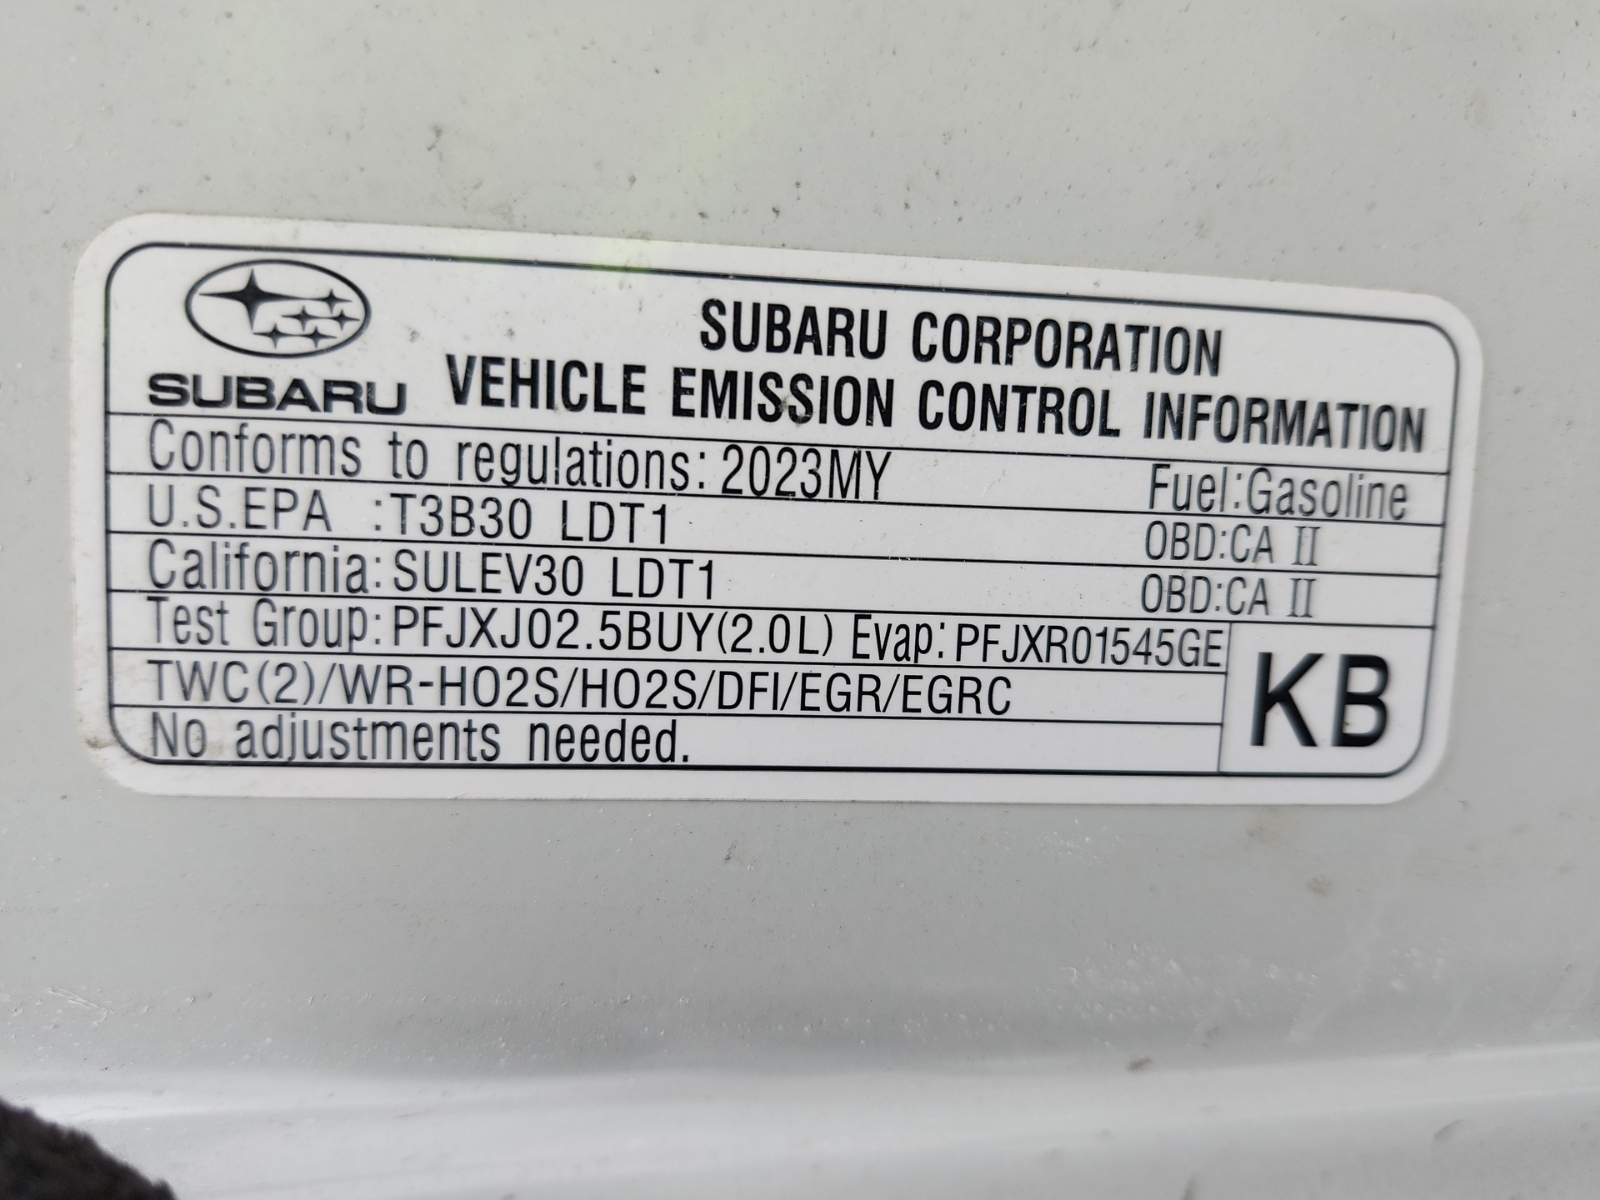 SUBARU
SUBARU CORPORATION
VEHICLE EMISSION CONTROL INFORMATION
Conforms to regulations: 2023MY Fuel:Gasoline
U.S.EPA :T3B30 LDT1 OBD:CA II
California:SULEV30 LDT1 OBD:CA II
Test Group:PFJXJ02.5BUY(2.0L) Evap:PFJXR01545GE
TWC(2)/WR-HO2S/HO2S/DFI/EGR/EGRC
No adjustments needed.
KB